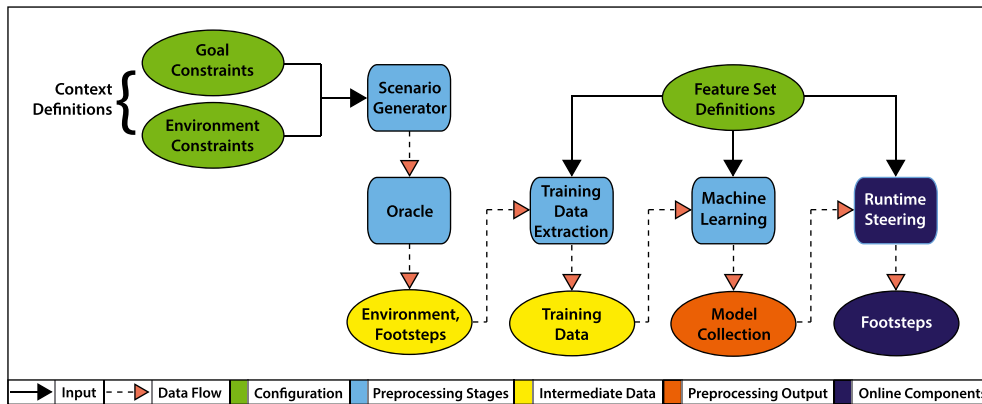 Goal
Constraints
Context
Definitions
{
Environment
Constraints
Scenario
Generator
Feature Set
Definitions
Oracle
Training
Data
Extraction
Machine
Learning
Runtime
Steering
Environment,
Footsteps
Training
Data
Model
Collection
Footsteps
Input
Data Flow
Configuration
Preprocessing Stages
Intermediate Data
Preprocessing Output
Online Components